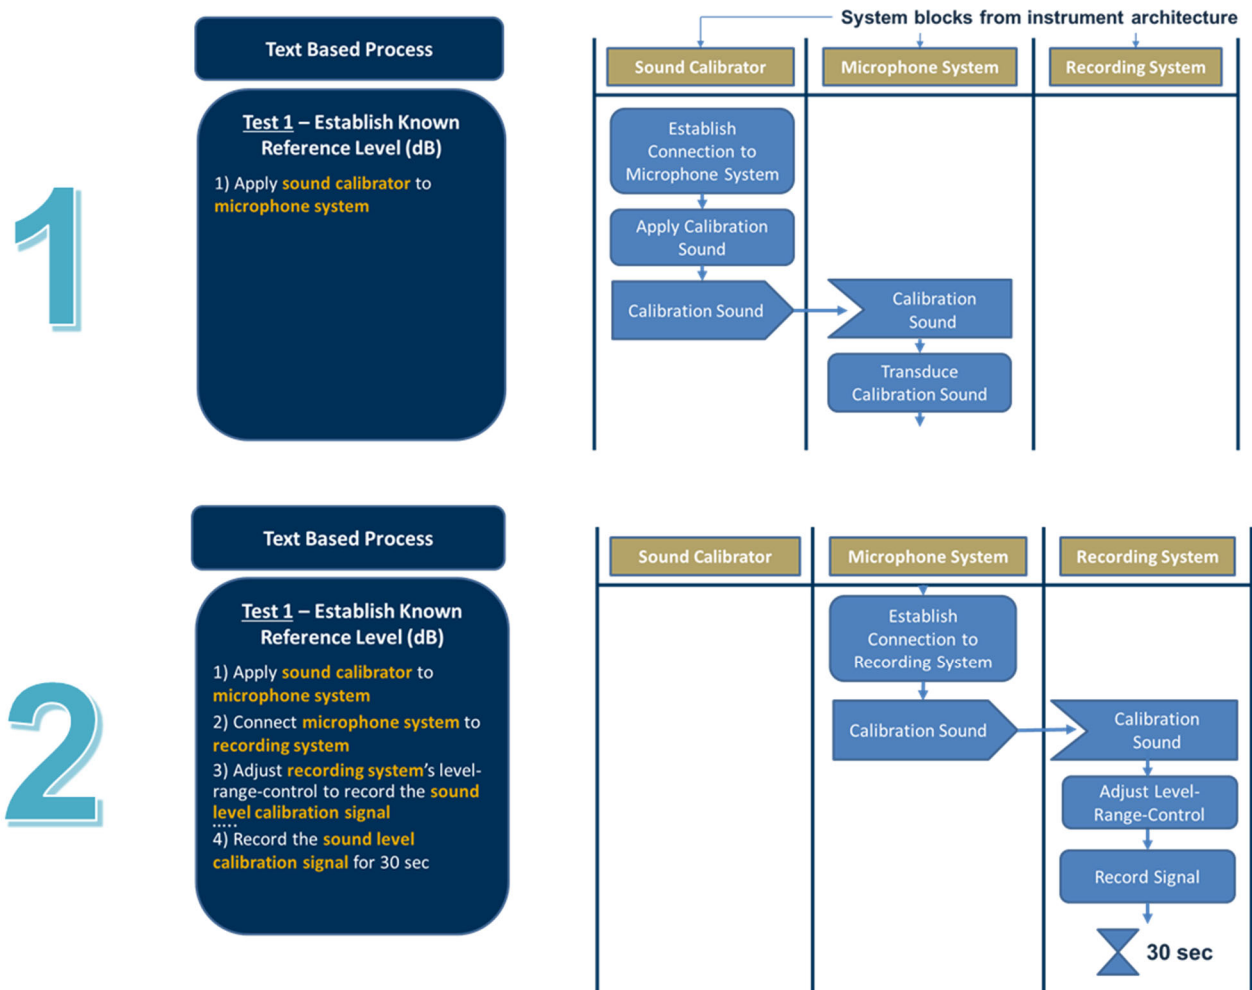 1
Text Based Process
Test 1 – Establish Known
Reference Level (dB)
1) Apply sound calibrator to
microphone system
System blocks from instrument architecture
Sound Calibrator
Microphone System
Recording System
Establish
Connection to
Microphone System
Apply Calibration
Sound
Calibration Sound
Calibration
Sound
Transduce
Calibration Sound
2
Text Based Process
Test 1 – Establish Known
Reference Level (dB)
1) Apply sound calibrator to
microphone system
2) Connect microphone system to
recording system
3) Adjust recording system's level-
range-control to record the sound
level calibration signal
.....
4) Record the sound level
calibration signal for 30 sec
Sound Calibrator
Microphone System
Recording System
Establish
Connection to
Recording System
Calibration Sound
Calibration
Sound
Adjust Level-
Range-Control
Record Signal
30 sec